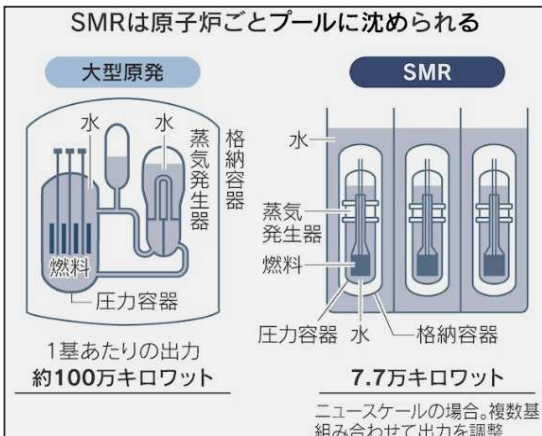 SMRは原子炉ごとプールに沈められる
大型原発
水
水
蒸気発生器
格納容器
燃料
圧力容器
1基あたりの出力
約100万キロワット
SMR
水
蒸気
発生器
燃料
圧力容器
水
格納容器
7.7万キロワット
ニュースケールの場合。複数基
組み合わせて出力を調整